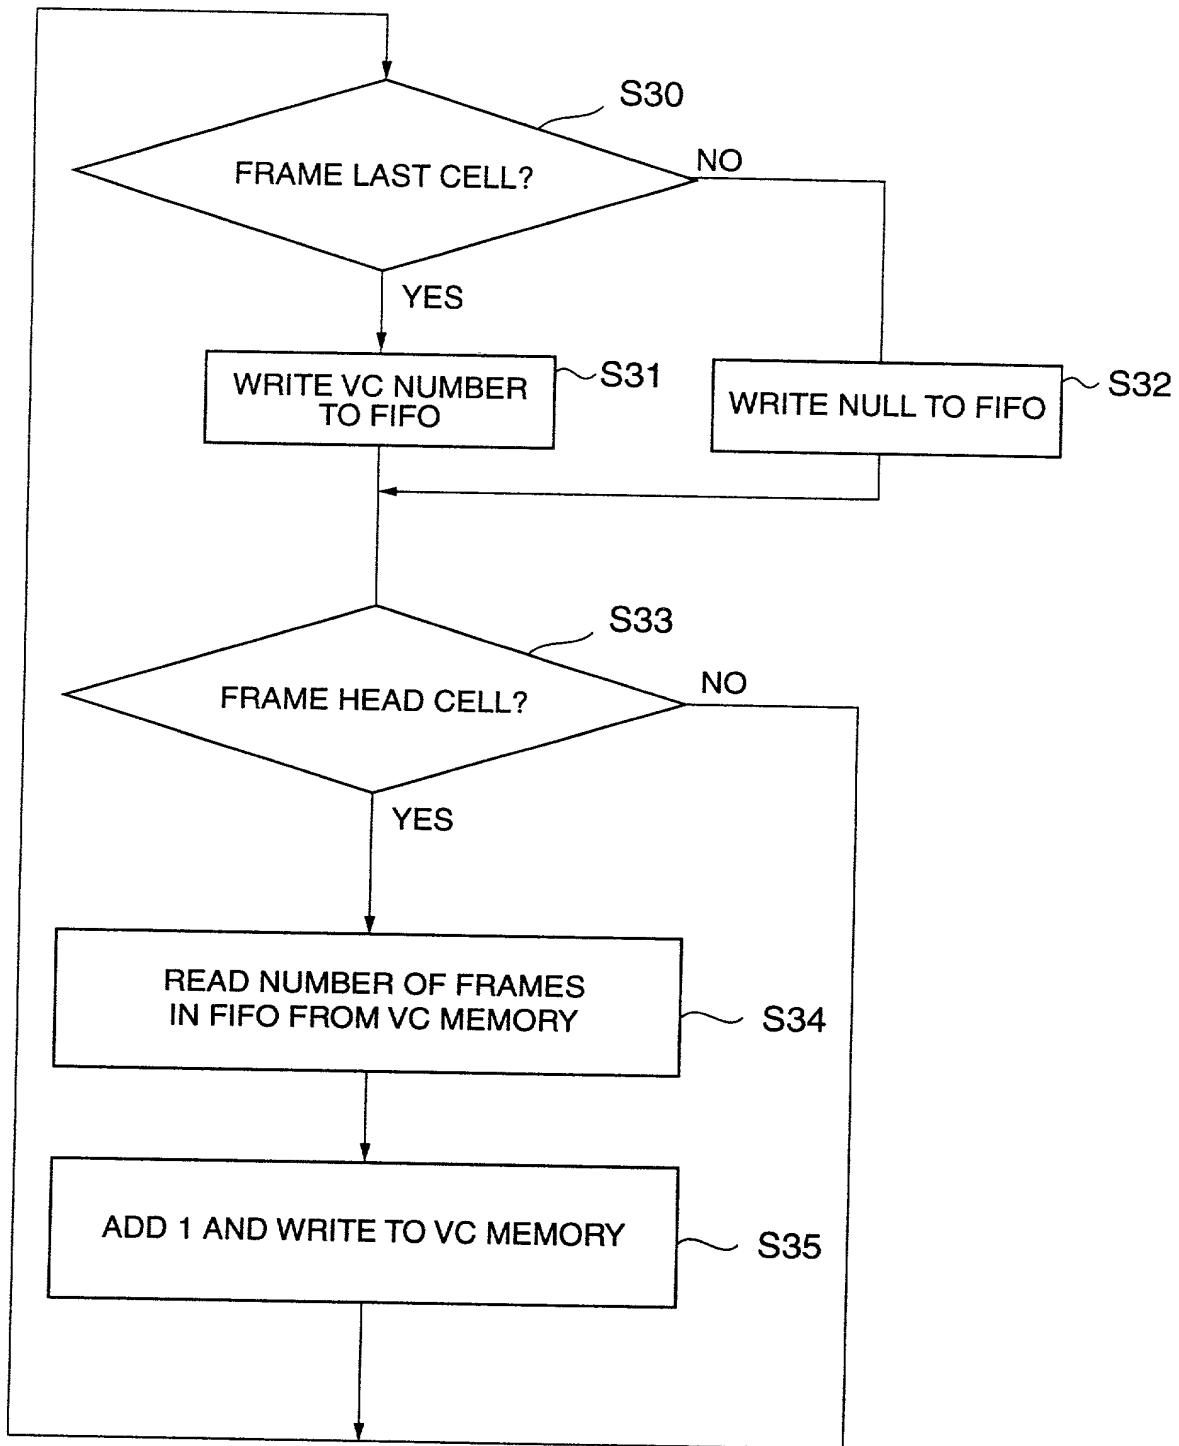 S30
FRAME LAST CELL?
NO
YES
WRITE VC NUMBER
TO FIFO
S31
WRITE NULL TO FIFO
S32
S33
FRAME HEAD CELL?
NO
YES
READ NUMBER OF FRAMES
IN FIFO FROM VC MEMORY
S34
ADD 1 AND WRITE TO VC MEMORY
S35